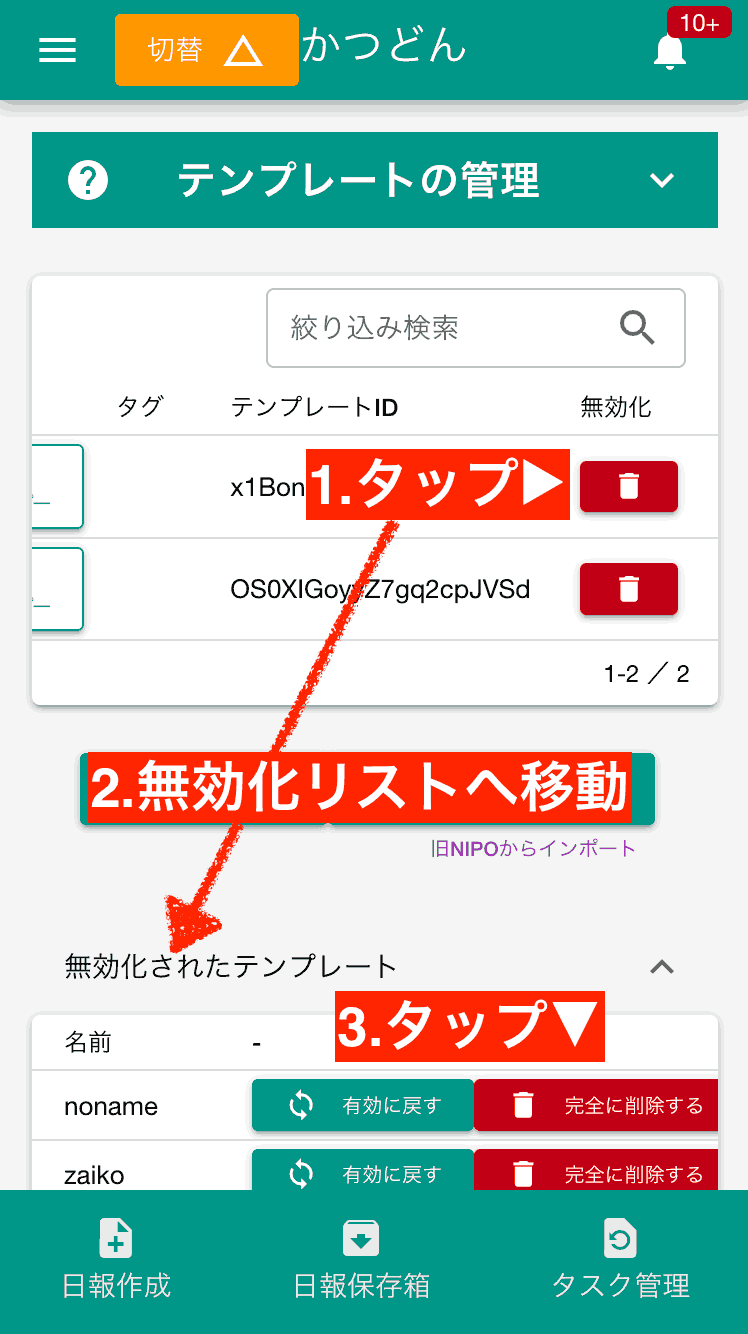 切替
かつどん
10+
テンプレートの管理
絞り込み検索
タグ テンプレートID 無効化
x1Bon
1.タップ▶
OS0XIGoyyZ7gq2cpJVSd
1-2 ／ 2
2.無効化リストへ移動
旧NIPOからインポート
無効化されたテンプレート
3.タップ▼
名前 -
noname 有効に戻す 完全に削除する
zaiko 有効に戻す 完全に削除する
日報作成 日報保存箱 タスク管理